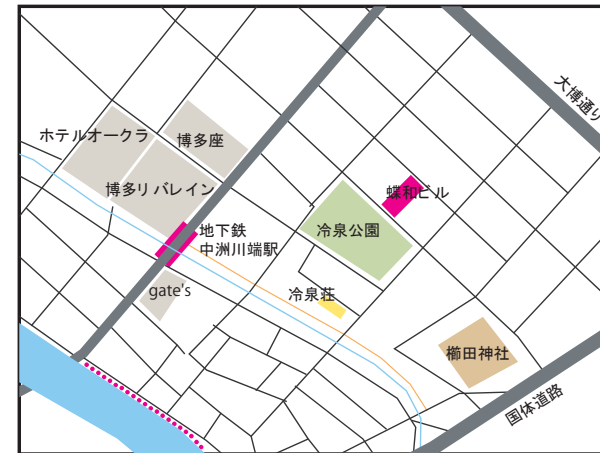 大博通り
ホテルオークラ
博多座
博多リバレイン
蝶和ビル
地下鉄
中洲川端駅
冷泉公園
gate's
冷泉荘
櫛田神社
国体道路